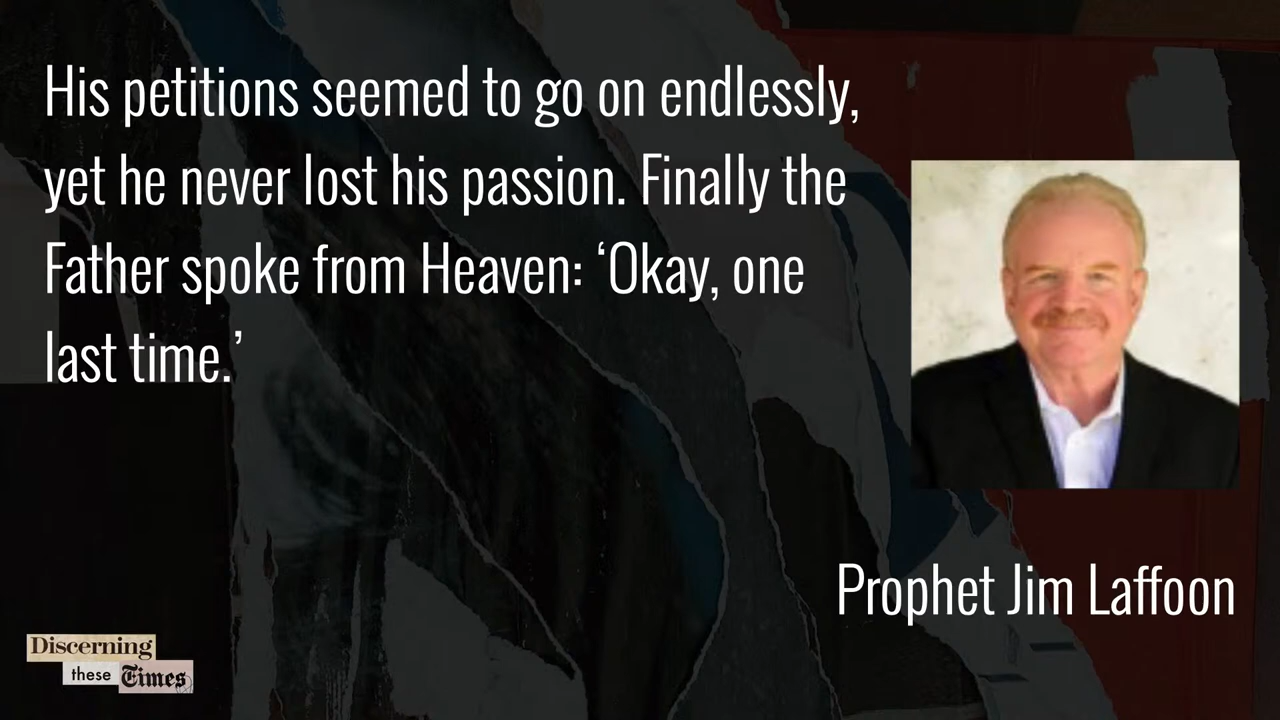 His petitions seemed to go on endlessly,
yet he never lost his passion. Finally the
Father spoke from Heaven: ‘Okay, one
last time.’
Prophet Jim Laffoon
Discerning
these Times